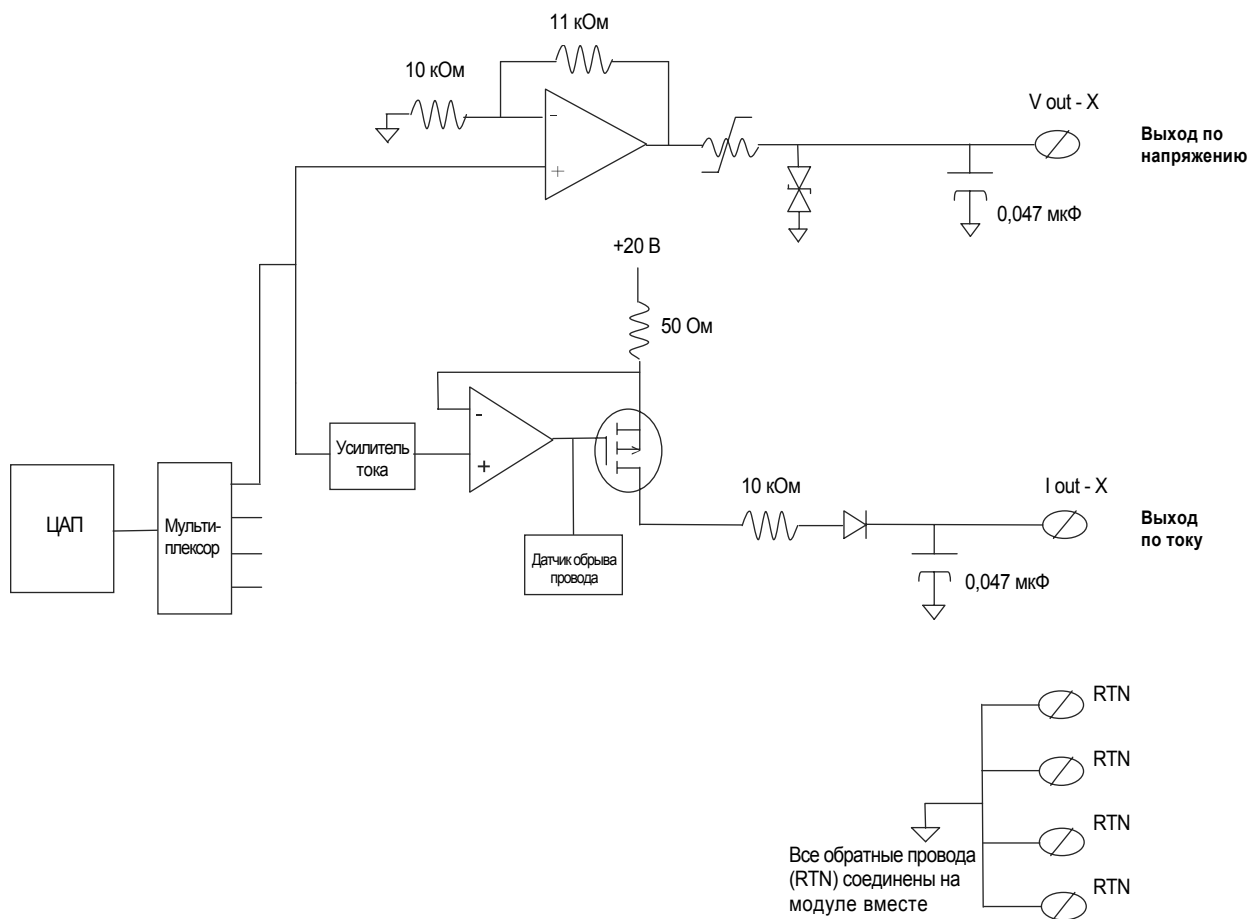 11 кОм
10 кОм
-
+
V out - X
Выход по
напряжению
0,047 мкФ
+20 В
50 Ом
-
+
Усилитель
тока
ЦАП
Мульти-
плексор
Датчик обрыва
провода
10 кОм
I out - X
Выход
по току
0,047 мкФ
RTN
RTN
RTN
RTN
Все обратные провода
(RTN) соединены на
модуле вместе